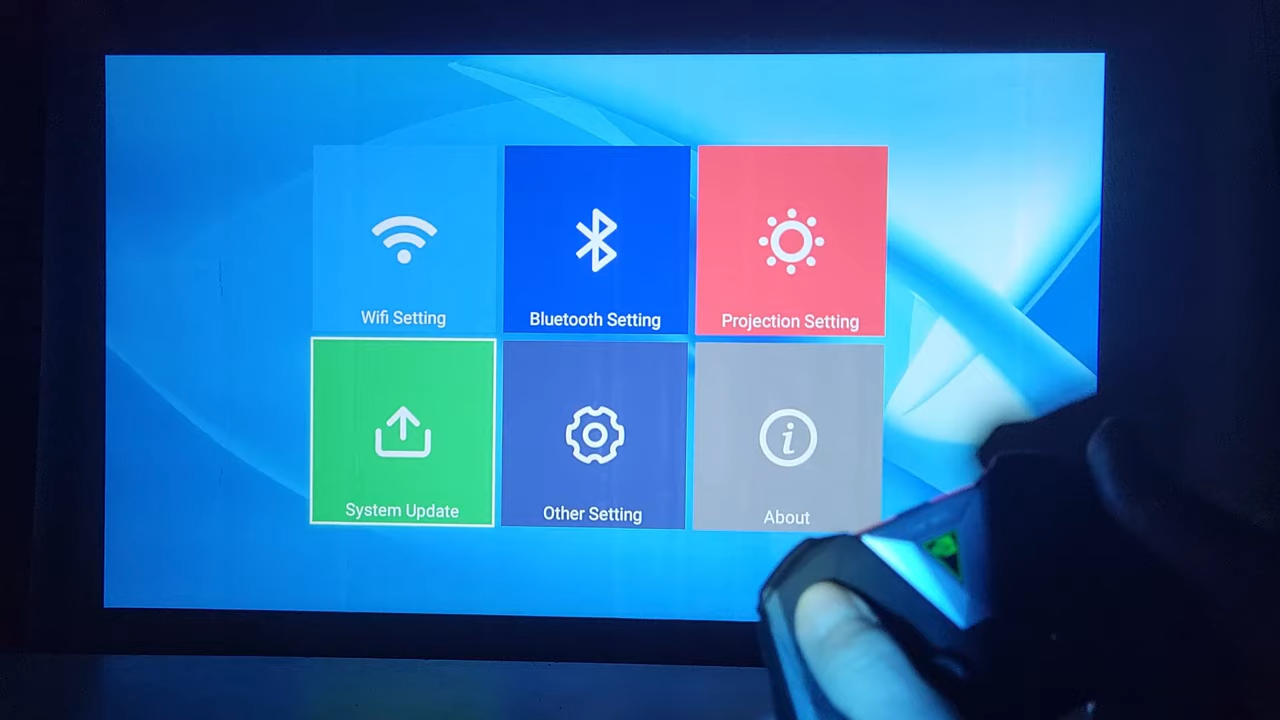 Wifi Setting
Bluetooth Setting
Projection Setting
System Update
Other Setting
About